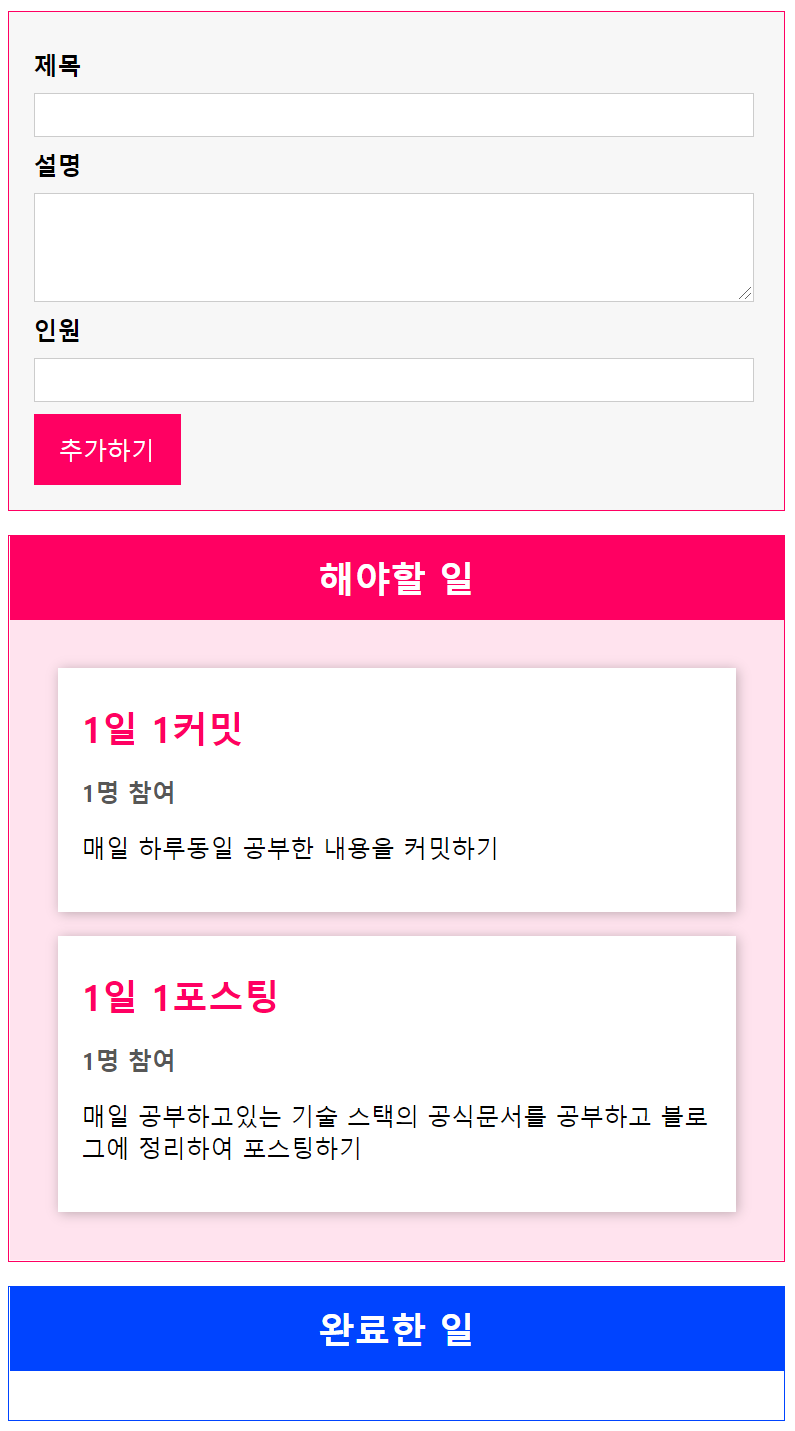 제목
설명
인원
추가하기
해야할 일
1일 1커밋
1명 참여
매일 하루동일 공부한 내용을 커밋하기
1일 1포스팅
1명 참여
매일 공부하고있는 기술 스택의 공식문서를 공부하고 블로
그에 정리하여 포스팅하기
완료한 일